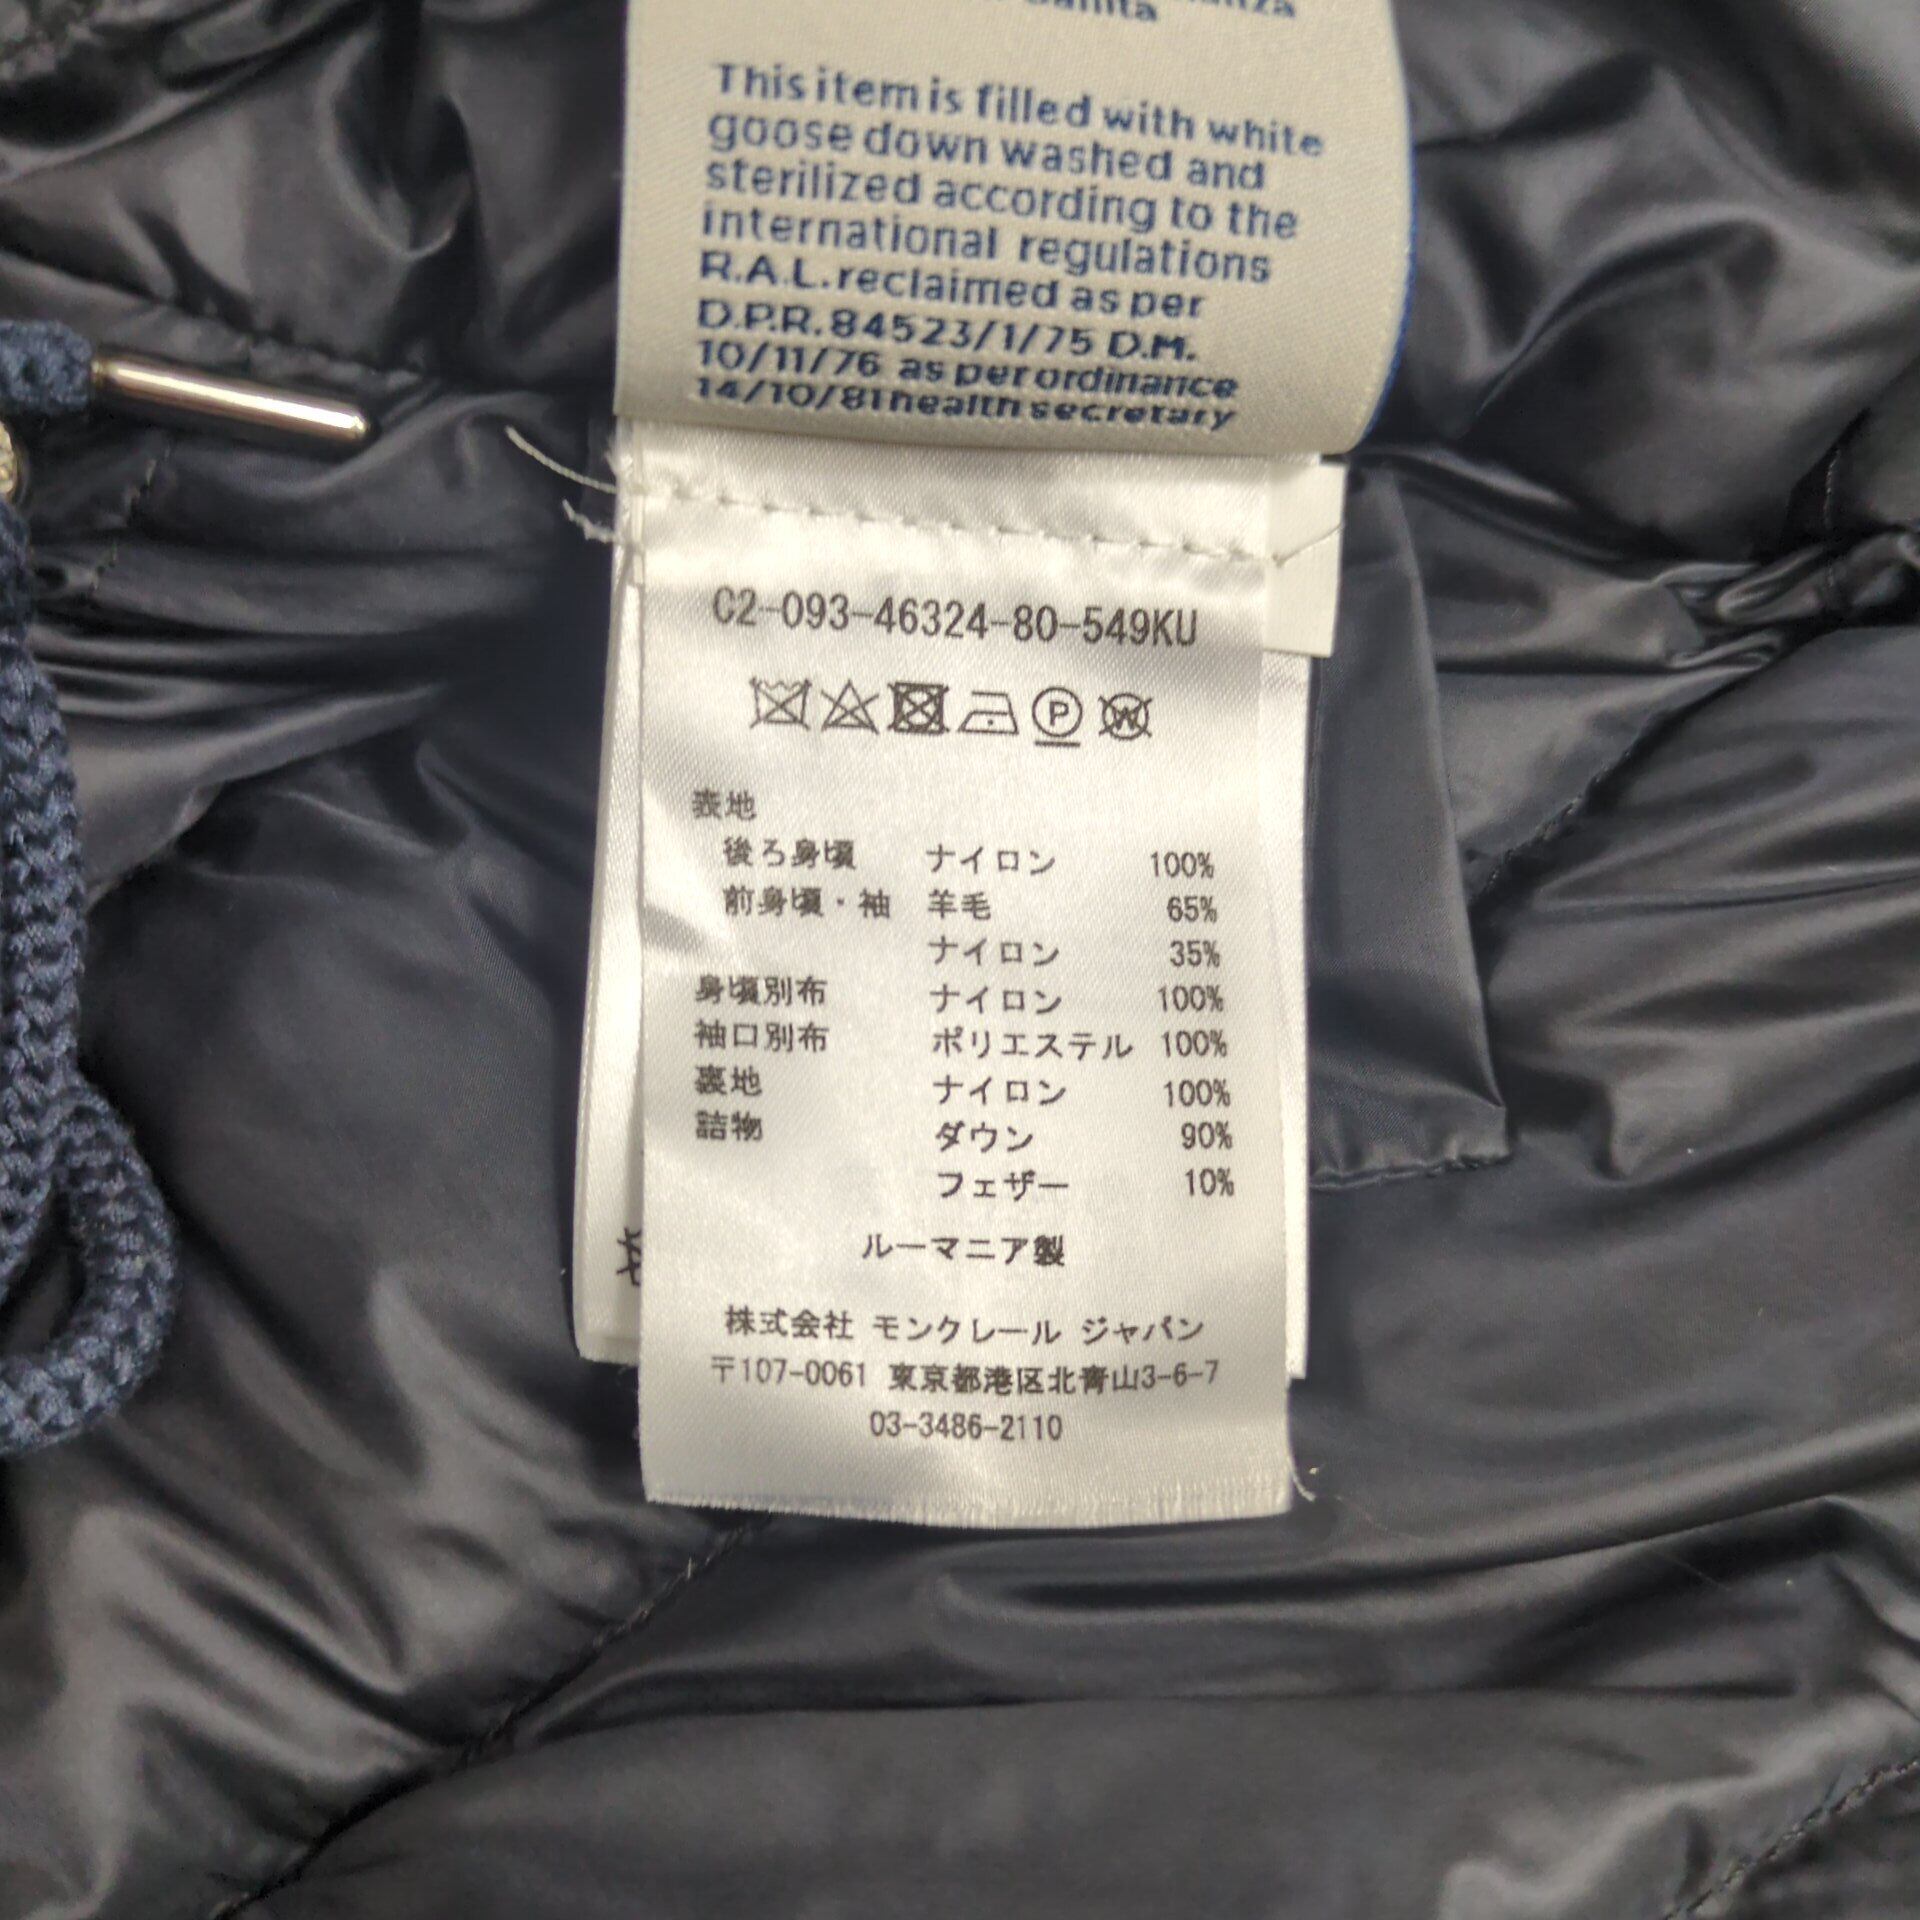 This item is filled with white
goose down washed and
sterilized according to the
international regulations
R.A.L. reclaimed as per
D.P.R. 84523/1/75 D.M.
10/11/76 as per ordinance
14/10/81 health secretary
C2-093-46324-80-549KU
P W
表地
後ろ身頃 ナイロン 100%
前身頃・袖 羊毛 65%
ナイロン 35%
身頃別布 ナイロン 100%
袖口別布 ポリエステル 100%
裏地 ナイロン 100%
詰物 ダウン 90%
フェザー 10%
ルーマニア製
株式会社 モンクレール ジャパン
〒107-0061 東京都港区北青山3-6-7
03-3486-2110